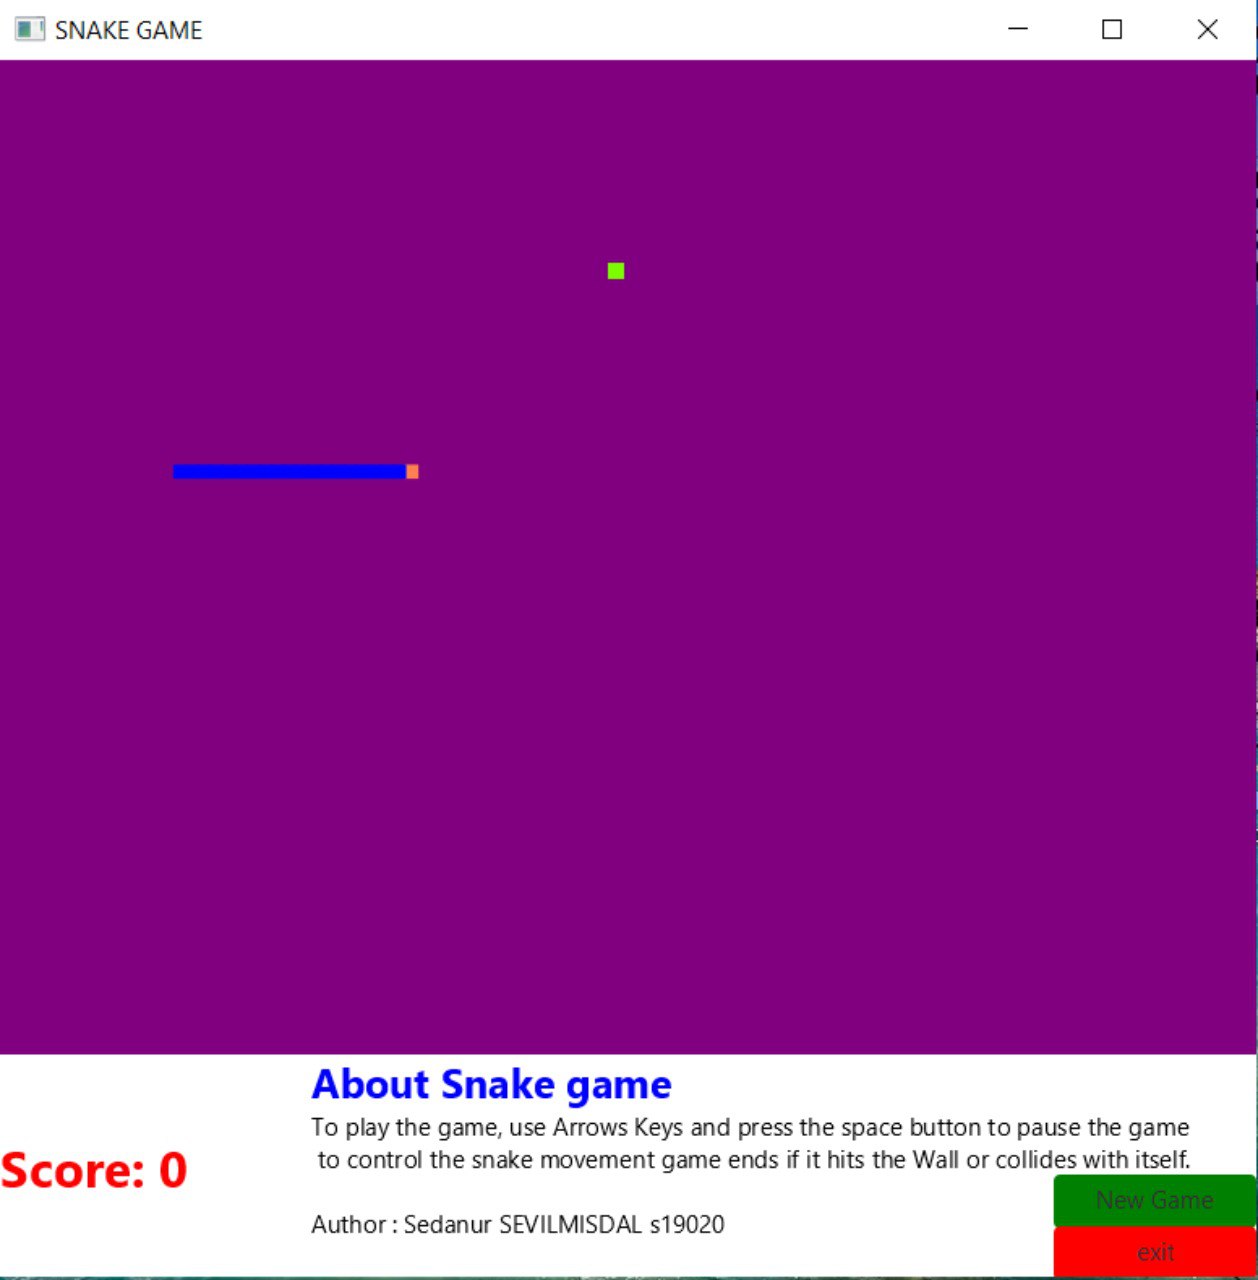 SNAKE GAME
About Snake game
To play the game, use Arrows Keys and press the space button to pause the game
to control the snake movement game ends if it hits the Wall or collides with itself.
Score: 0
Author : Sedanur SEVILMISDAL s19020
New Game
exit